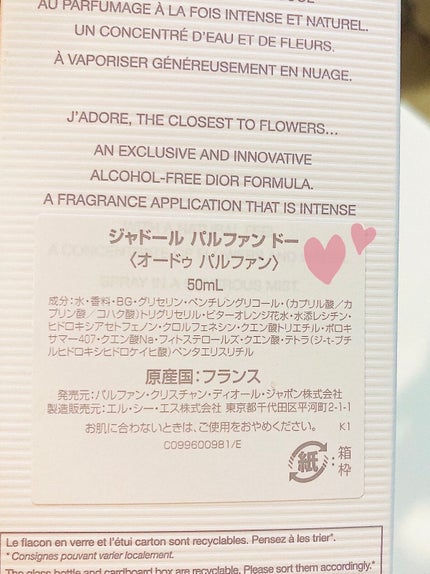 AU PARFUMAGE À LA FOIS INTENSE ET NATUREL.
UN CONCENTRÉ D'EAU ET DE FLEURS.
À VAPORISER GÉNÉREUSEMENT EN NUAGE.
J'ADORE, THE CLOSEST TO FLOWERS...
AN EXCLUSIVE AND INNOVATIVE
ALCOHOL-FREE DIOR FORMULA.
A FRAGRANCE APPLICATION THAT IS INTENSE
ジャドール パルファン ドー
〈オードゥ パルファン〉
50mL
成分:水・香料・BG・グリセリン・ペンチレングリコール・(カプリル酸/カ
プリン酸/コハク酸)トリグリセリル・ビターオレンジ花水・水添レシチン・
ヒドロキシアセトフェノン・クロルフェネシン・クエン酸トリエチル・ポロキ
サマー407・クエン酸Na・フィトステロールズ・クエン酸・テトラ(ジ-t-ブチ
ルヒドロキシヒドロケイヒ酸)ペンタエリスリチル
原産国:フランス
発売元:パルファン・クリスチャン・ディオール・ジャポン株式会社
製造販売元:エル・シー・エス株式会社 東京都千代田区平河町2-1-1
お肌に合わないときは、ご使用をおやめください。 K1
C099600981/E
紙
:箱
枠
Le flacon en verre et l'étui carton sont recyclables. Pensez à les trier*.
*Consignes pouvant varier localement.
The glass bottle and cardboard box are recyclable. Please sort them accordingly.*